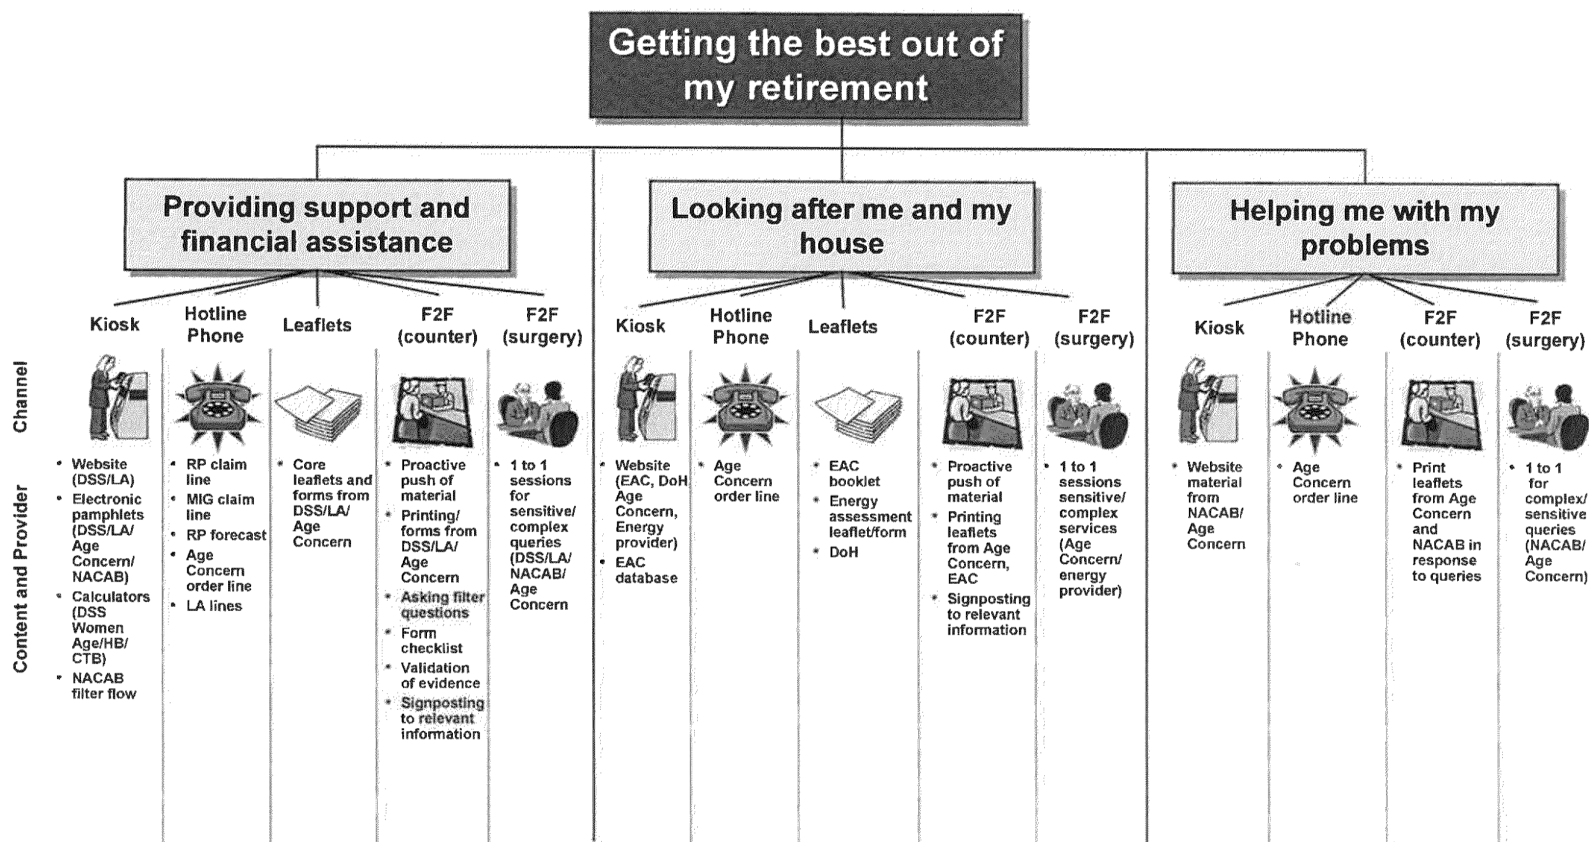 Getting the best out of
my retirement
Providing support and
financial assistance
Looking after me and my
house
Helping me with my
problems
Kiosk
Hotline
Phone
Leaflets
F2F
(counter)
F2F
(surgery)
Kiosk
Hotline
Phone
Leaflets
F2F
(counter)
F2F
(surgery)
Kiosk
Hotline
Phone
F2F
(counter)
F2F
(surgery)
Channel
Content and Provider
* Website
(DSS/LA)
* Electronic
pamphlets
(DSS/LA/
Age
Concern/
NACAB)
* Calculators
(DSS
Women
Age/HB/
CTB)
* NACAB
filter flow
* RP claim
line
* MIG claim
line
* RP forecast
* Age
Concern
order line
* LA lines
* Core
leaflets and
forms from
DSS/LA/
Age
Concern
* Proactive
push of
material
* Printing/
forms from
DSS/LA/
Age
Concern
* Asking filter
questions
* Form
checklist
* Validation
of evidence
* Signposting
to relevant
information
* 1 to 1
sessions
for
sensitive/
complex
queries
(DSS/LA/
NACAB/
Age
Concern
* Website
(EAC, DoH,
Age
Concern,
Energy
provider)
* EAC
database
* Age
Concern
order line
* EAC
booklet
* Energy
assessment
leaflet/form
* DoH
* Proactive
push of
material
* Printing
leaflets
from Age
Concern,
EAC
* Signposting
to relevant
information
* 1 to 1
sessions
sensitive/
complex
services
(Age
Concern/
energy
provider)
* Website
material
from
NACAB/
Age
Concern
* Age
Concern
order line
* Print
leaflets
from Age
Concern
and
NACAB in
response
to queries
* 1 to 1
for
complex/
sensitive
queries
(NACAB/
Age
Concern)